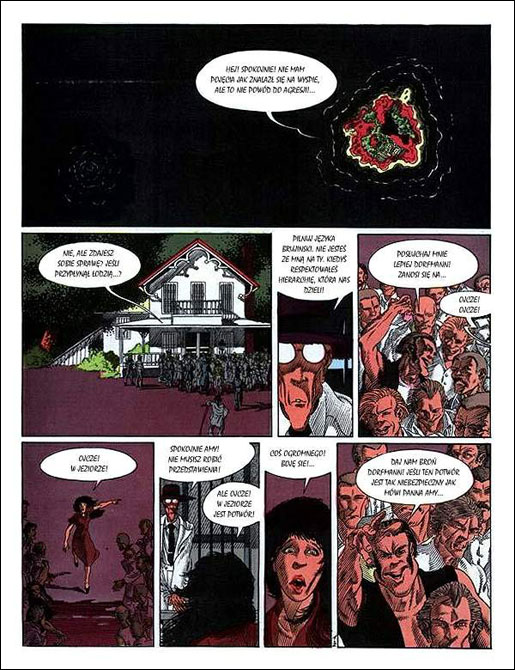 HEJ! SPOKOJNIE! NIE MAM
POJĘCIA JAK ZNALAZŁ SIĘ NA WYSPIE,
ALE TO NIE POWÓD DO AGRESJI!...
NIE, ALE ZDAJESZ
SOBIE SPRAWĘ? JEŚLI
PRZYPŁYNĄŁ ŁODZIĄ...?
PILNUJ JĘZYKA
BRUJINSKI. NIE JESTEŚ
ZE MNĄ NA TY. KIEDYŚ
RESPEKTOWAŁEŚ
HIERARCHIĘ, KTÓRA NAS
DZIELI!
POSŁUCHAJ MNIE
LEPIEJ DORFMANN!
ZANOSI SIĘ NA...
OJCZE!
OJCZE!
OJCZE!
W JEZIORZE!
SPOKOJNIE AMY!
NIE MUSISZ ROBIĆ
PRZEDSTAWIENIA!
ALE OJCZE!
W JEZIORZE
JEST POTWÓR!
COŚ OGROMNEGO!
BOJĘ SIĘ!...
DAJ NAM BROŃ
DORFMANN! JEŚLI TEN POTWÓR
JEST TAK NIEBEZPIECZNY JAK
MÓWI PANNA AMY...